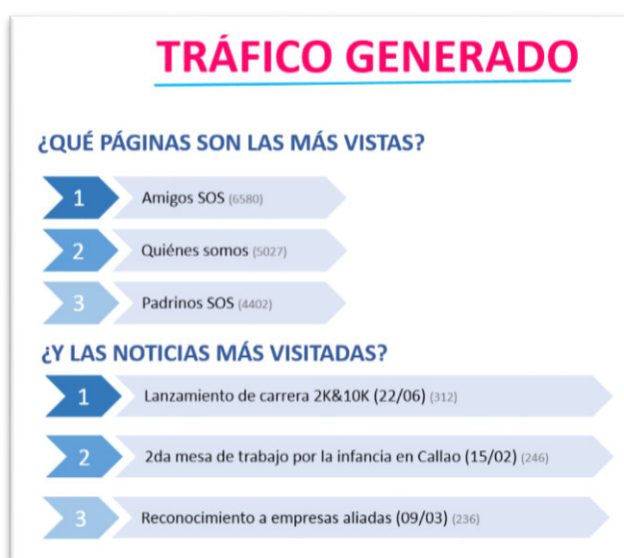 TRÁFICO GENERADO
¿QUÉ PÁGINAS SON LAS MÁS VISTAS?
1 Amigos SOS (6580)
2 Quiénes somos (5027)
3 Padrinos SOS (4402)
¿Y LAS NOTICIAS MÁS VISITADAS?
1 Lanzamiento de carrera 2K&10K (22/06) (312)
2 2da mesa de trabajo por la infancia en Callao (15/02) (246)
3 Reconocimiento a empresas aliadas (09/03) (236)